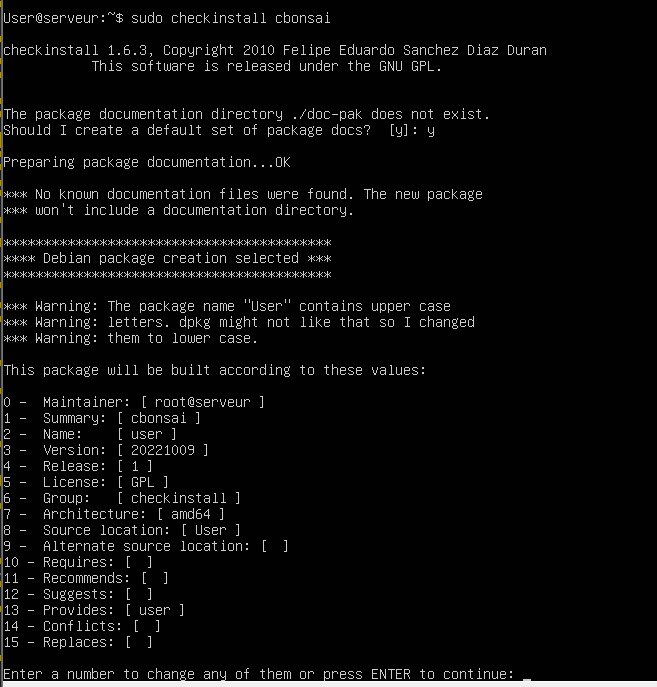 User@serveur:~$ sudo checkinstall cbonsai
checkinstall 1.6.3, Copyright 2010 Felipe Eduardo Sanchez Diaz Duran
This software is released under the GNU GPL.
The package documentation directory ./doc-pak does not exist.
Should I create a default set of package docs?  [y]: y
Preparing package documentation...OK
*** No known documentation files were found. The new package
*** won't include a documentation directory.
*****************************************
**** Debian package creation selected ***
*****************************************
*** Warning: The package name "User" contains upper case
*** Warning: letters. dpkg might not like that so I changed
*** Warning: them to lower case.
This package will be built according to these values:
0 -  Maintainer: [ root@serveur ]
1 -  Summary: [ cbonsai ]
2 -  Name:    [ user ]
3 -  Version: [ 20221009 ]
4 -  Release: [ 1 ]
5 -  License: [ GPL ]
6 -  Group:   [ checkinstall ]
7 -  Architecture: [ amd64 ]
8 -  Source location: [ User ]
9 -  Alternate source location: [  ]
10 - Requires: [  ]
11 - Recommends: [  ]
12 - Suggests: [  ]
13 - Provides: [ user ]
14 - Conflicts: [  ]
15 - Replaces: [  ]
Enter a number to change any of them or press ENTER to continue: _